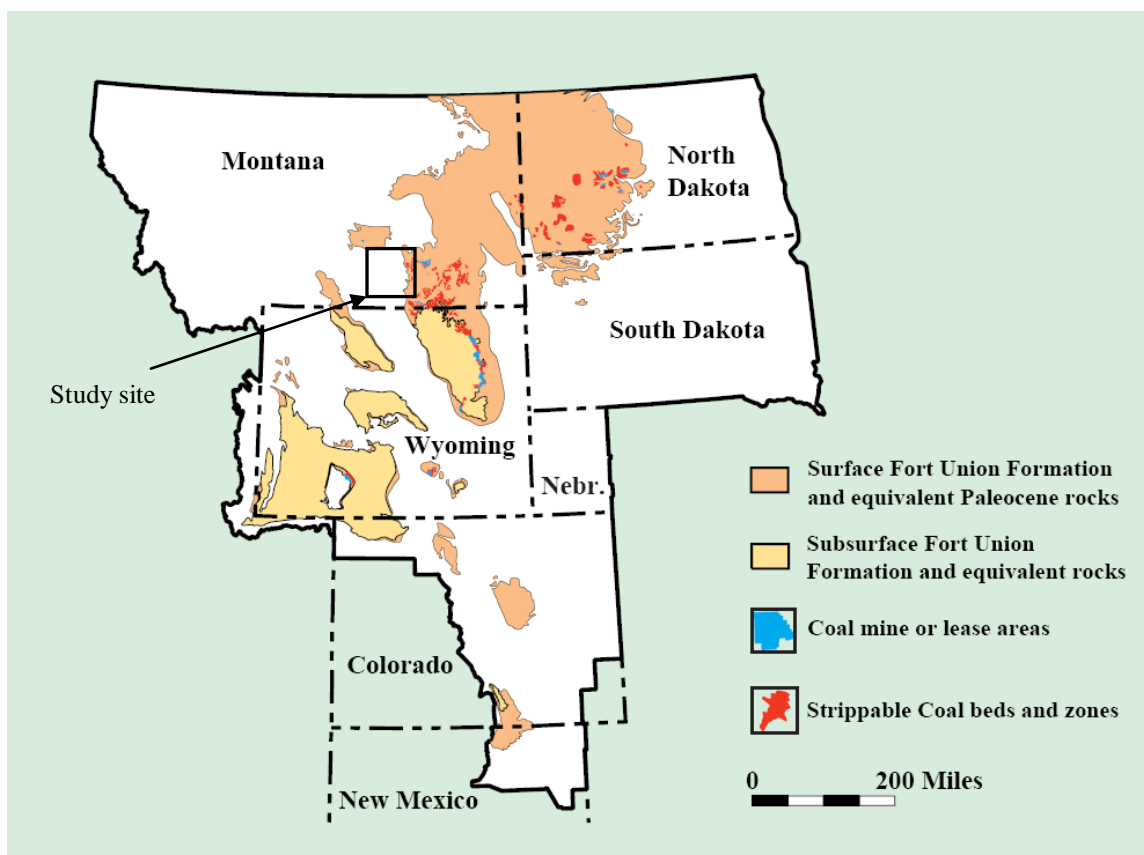 Montana
North
Dakota
South Dakota
Study site
Wyoming
Nebr.
Colorado
New Mexico
Surface Fort Union Formation
and equivalent Paleocene rocks
Subsurface Fort Union
Formation and equivalent rocks
Coal mine or lease areas
Strippable Coal beds and zones
0 200 Miles